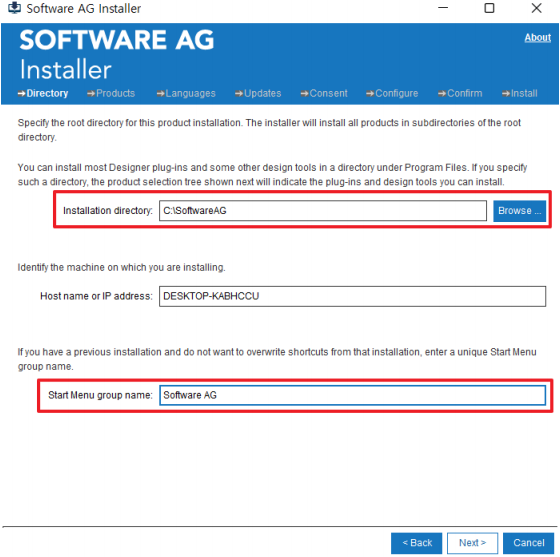 Software AG Installer
SOFTWARE AG
About
Installer
Directory Products Languages Updates Consent Configure Confirm Install
Specify the root directory for this product installation. The installer will install all products in subdirectories of the root
directory.
You can install most Designer plug-ins and some other design tools in a directory under Program Files. If you specify
such a directory, the product selection tree shown next will indicate the plug-ins and design tools you can install.
Installation directory: C:\SoftwareAG Browse ...
Identify the machine on which you are installing.
Host name or IP address: DESKTOP-KABHCCU
If you have a previous installation and do not want to overwrite shortcuts from that installation, enter a unique Start Menu
group name.
Start Menu group name: Software AG
< Back Next > Cancel